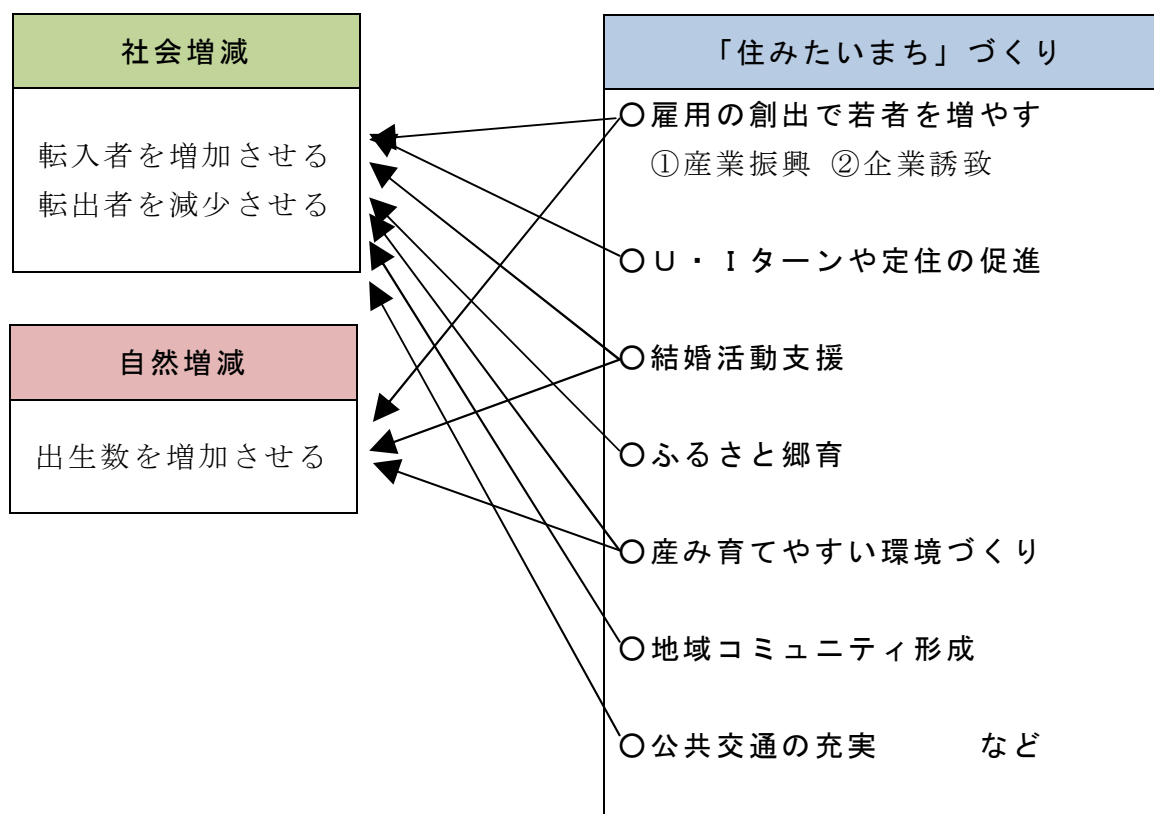 社会増減
転入者を増加させる
転出者を減少させる
自然増減
出生数を増加させる
「住みたいまち」づくり
○雇用の創出で若者を増やす
①産業振興 ②企業誘致
○U・Iターンや定住の促進
○結婚活動支援
○ふるさと郷育
○産み育てやすい環境づくり
○地域コミュニティ形成
○公共交通の充実 など